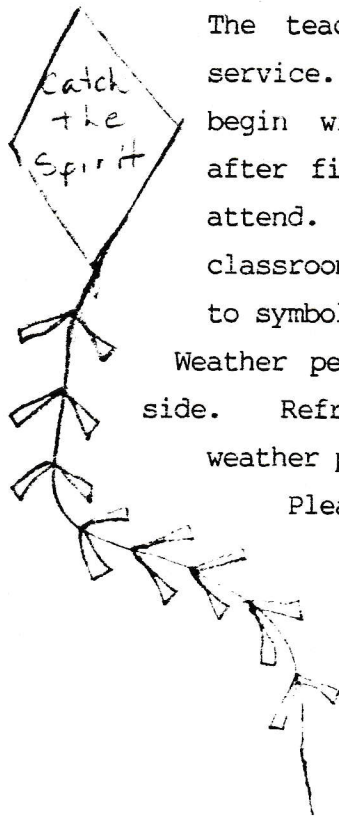 Catch
the
Spirit
The teac
service.
begin wi
after fi
attend.
classroom
to symbol
Weather pe
side. Refr
weather p
Plea